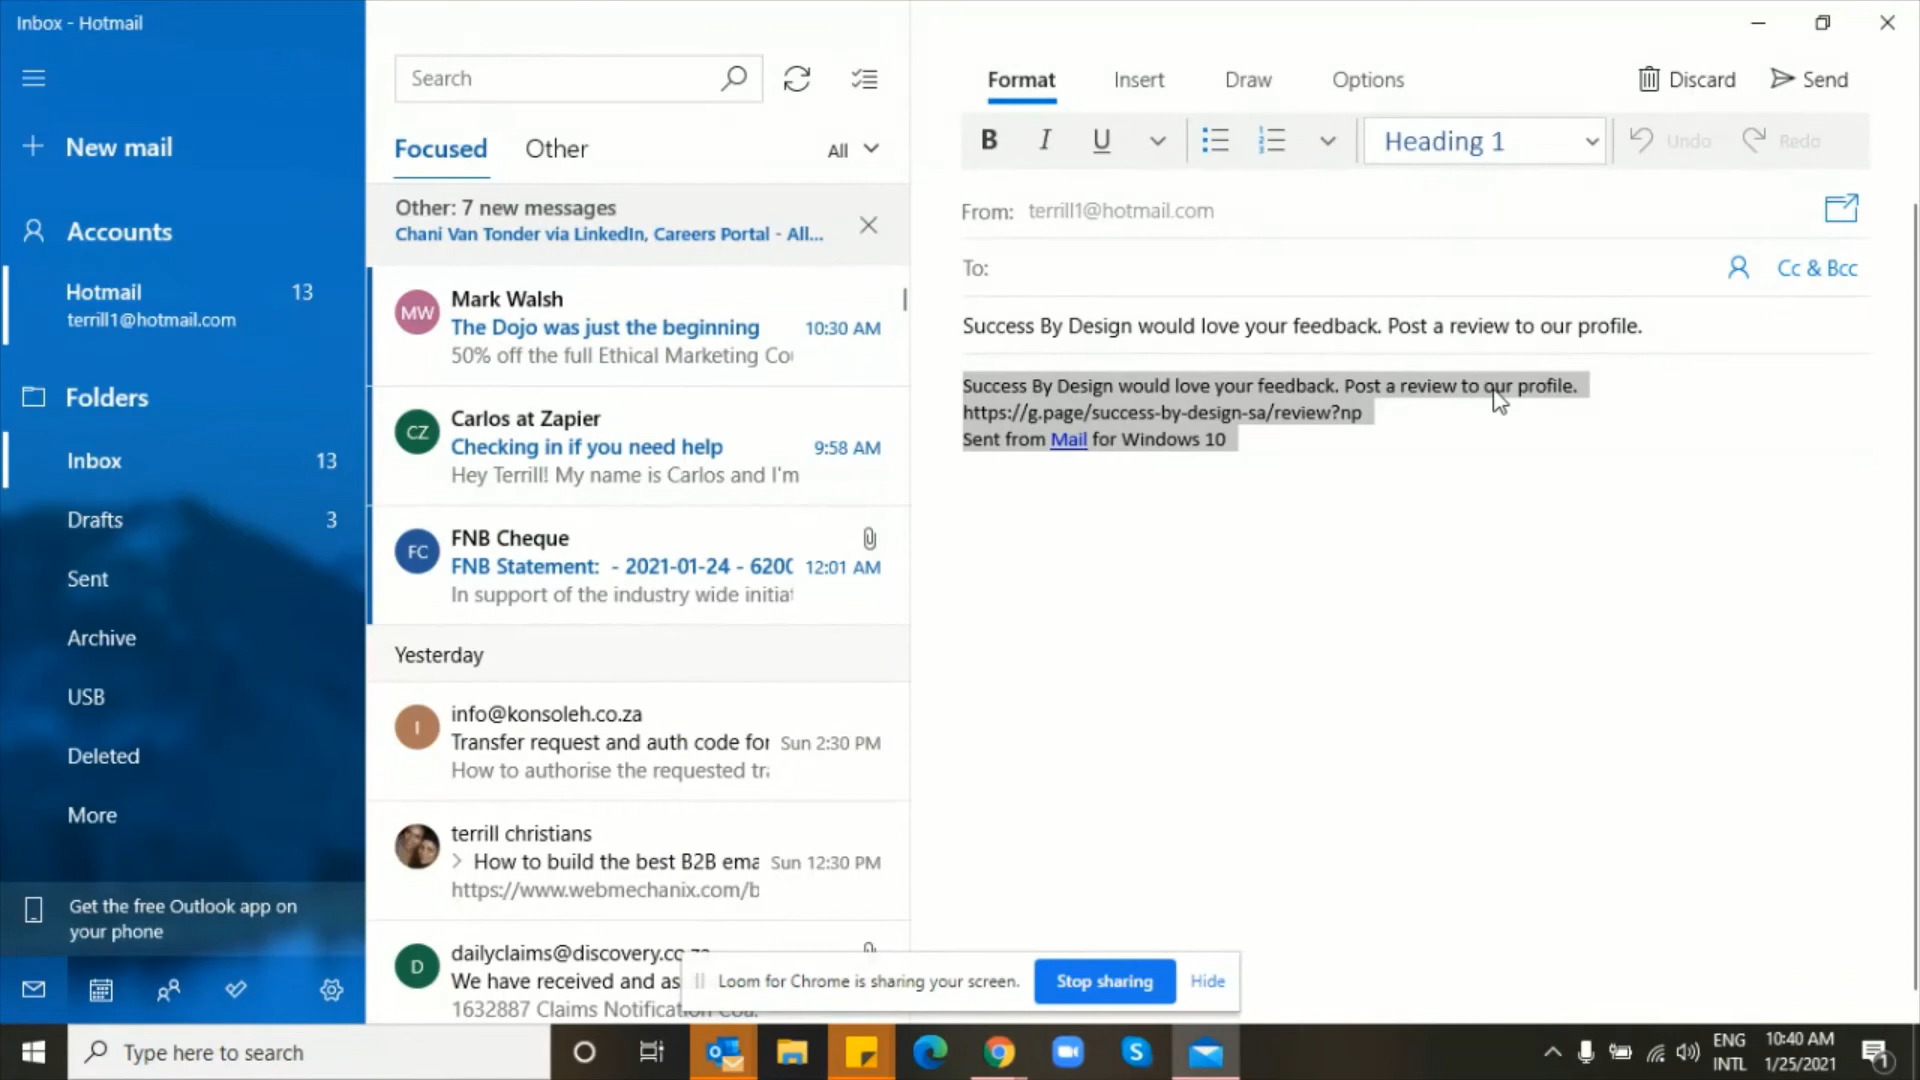 Inbox - Hotmail
New mail
Accounts
Hotmail 13
terrill1@hotmail.com
Folders
Inbox 13
Drafts 3
Sent
Archive
USB
Deleted
More
Get the free Outlook app on
your phone
Search
Focused Other All
Other: 7 new messages
Chani Van Tonder via LinkedIn, Careers Portal - All...
MW
Mark Walsh
The Dojo was just the beginning 10:30 AM
50% off the full Ethical Marketing Co
CZ
Carlos at Zapier
Checking in if you need help 9:58 AM
Hey Terrill! My name is Carlos and I'm
FC
FNB Cheque
FNB Statement: - 2021-01-24 - 620 12:01 AM
In support of the industry wide initia
Yesterday
I
info@konsoleh.co.za
Transfer request and auth code for Sun 2:30 PM
How to authorise the requested tr
terrill christians
> How to build the best B2B ema Sun 12:30 PM
https://www.webmechanix.com/b
D
dailyclaims@discovery.co
We have received and as
1632887 Claims Notification
Format Insert Draw Options Discard Send
B I U Heading 1 Undo Redo
From: terrill1@hotmail.com
To: Cc & Bcc
Success By Design would love your feedback. Post a review to our profile.
Success By Design would love your feedback. Post a review to our profile.
https://g.page/success-by-design-sa/review?np
Sent from Mail for Windows 10
Loom for Chrome is sharing your screen. Stop sharing Hide
Type here to search
ENG
INTL
10:40 AM
1/25/2021
1